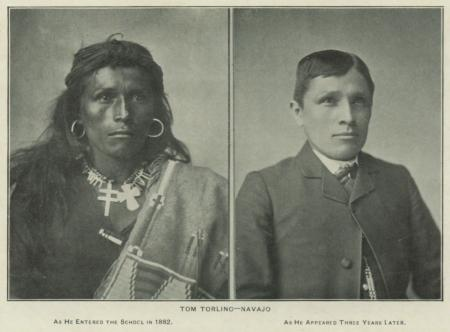 TOM TORLINO—NAVAJO
AS HE ENTERED THE SCHOOL IN 1882.
AS HE APPEARED THREE YEARS LATER.